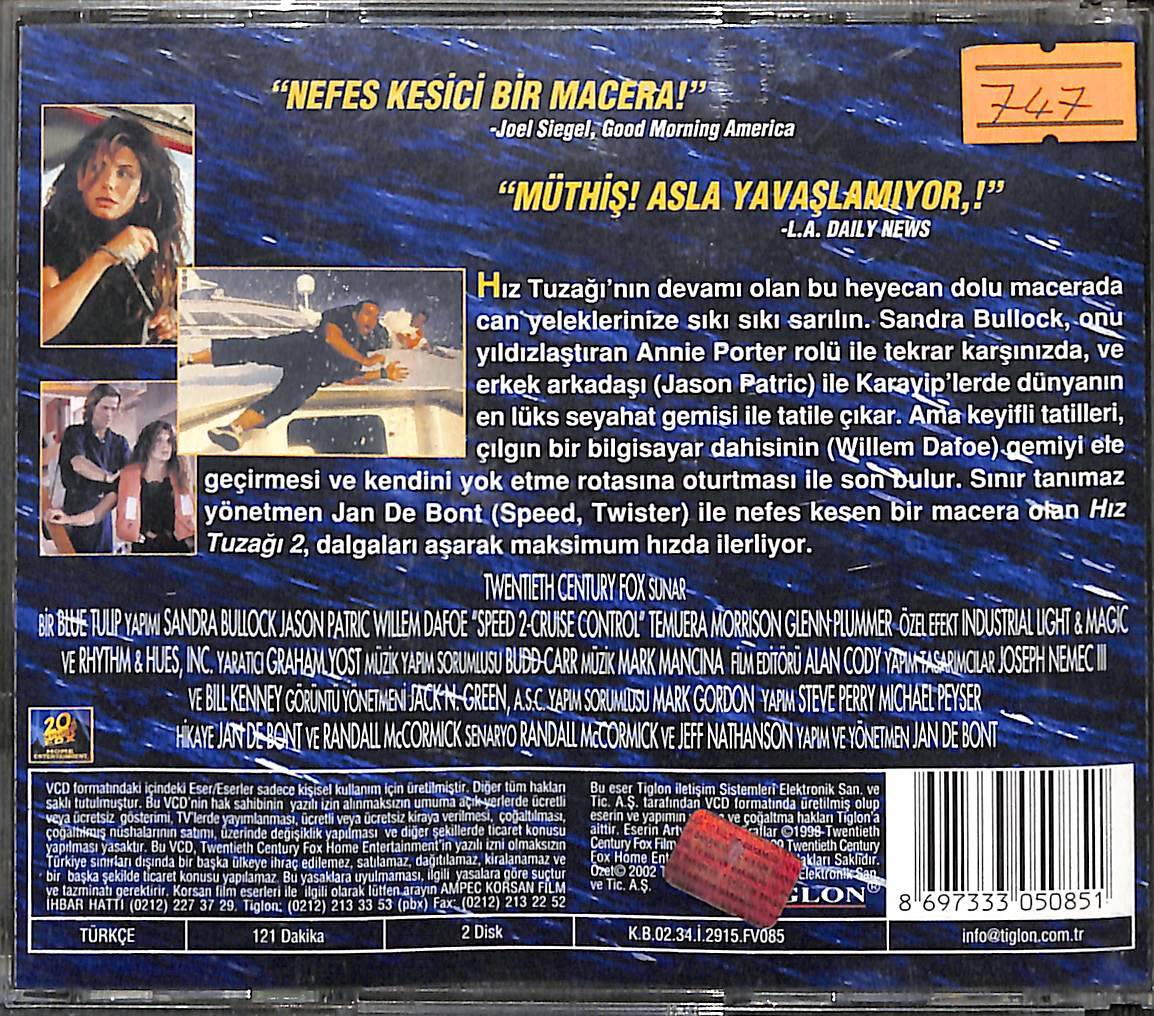 "NEFES KESİCİ BİR MACERA!"
-Joel Siegel, Good Morning America
747
"MÜTHİŞ! ASLA YAVAŞLAMIYOR,!"
-L.A. DAILY NEWS
Hız Tuzağı'nın devamı olan bu heyecan dolu macerada
can yeleklerinize sıkı sıkı sarılın. Sandra Bullock, onu
yıldızlaştıran Annie Porter rolü ile tekrar karşınızda, ve
erkek arkadaşı (Jason Patric) ile Karayip'lerde dünyanın
en lüks seyahat gemisi ile tatile çıkar. Ama keyifli tatilleri,
çılgın bir bilgisayar dahisinin (Willem Dafoe) gemiyi ele
geçirmesi ve kendini yok etme rotasına oturtması ile son bulur. Sınır tanımaz
yönetmen Jan De Bont (Speed, Twister) ile nefes kesen bir macera olan Hız
Tuzağı 2, dalgaları aşarak maksimum hızda ilerliyor.
TWENTIETH CENTURY FOX SUNAR
BİR BLUE TULIP YAPIMI SANDRA BULLOCK JASON PATRIC WILLEM DAFOE "SPEED 2-CRUISE CONTROL" TEMUERA MORRISON GLENN PLUMMER ÖZEL EFEKT INDUSTRIAL LIGHT & MAGIC
VE RHYTHM & HUES, INC. YARATICI GRAHAM YOST MÜZİK YAPIM SORUMLUSU BUDD CARR MÜZİK MARK MANCINA FİLM EDİTÖRÜ ALAN CODY YAPIM TASARIMCILAR JOSEPH NEMEC III
VE BILL KENNEY GÖRÜNTÜ YÖNETMENİ JACK N. GREEN, A.S.C. YAPIM SORUMLUSU MARK GORDON YAPIM STEVE PERRY MICHAEL PEYSER
HİKAYE JAN DE BONT VE RANDALL McCORMICK SENARYO RANDALL McCORMICK VE JEFF NATHANSON YAPIM VE YÖNETMEN JAN DE BONT
20
HOME
ENTERTAINMENT
VCD formatındaki içindeki Eser/Eserler sadece kişisel kullanım için üretilmiştir. Diğer tüm hakları
saklı tutulmuştur. Bu VCD'nin hak sahibinin yazılı izin alınmaksızın umuma açık yerlerde ücretli
veya ücretsiz gösterimi, TV'lerde yayımlanması, ücretli veya ücretsiz kiraya verilmesi, çoğaltılması,
çoğaltılmış nüshalarının satımı, üzerinde değişiklik yapılması ve diğer şekillerde ticaret konusu
yapılması yasaktır. Bu VCD, Twentieth Century Fox Home Entertainment'in yazılı izni olmaksızın
Türkiye sınırları dışında bir başka ülkeye ihraç edilemez, satılamaz, dağıtılamaz, kiralanamaz ve
bir başka şekilde ticaret konusu yapılamaz. Bu yasaklara uyulmaması, ilgili yasalara göre suçtur
ve tazminatı gerektirir. Korsan film eserleri ile ilgili olarak lütfen arayın AMPEC KORSAN FİLM
İHBAR HATTI (0212) 227 37 29. Tiglon: (0212) 213 33 53 (pbx) Fax: (0212) 213 22 52
Bu eser Tiglon İletişim Sistemleri Elektronik San. ve
Tic. A.Ş. tarafından VCD formatında üretilmiş olup
eserin ve yapımın ve çoğaltma hakları Tiglon'a
aittir. Eserin ©1998 Twentieth
Century Fox Film Twentieth Century
Fox Home Saklıdır.
Özet© 2002 Elektronik San.
ve Tic. A.Ş.
GLON®
8 697333 050851
TÜRKÇE
121 Dakika
2 Disk
K.B.02.34.İ.2915.FV085
info@tiglon.com.tr